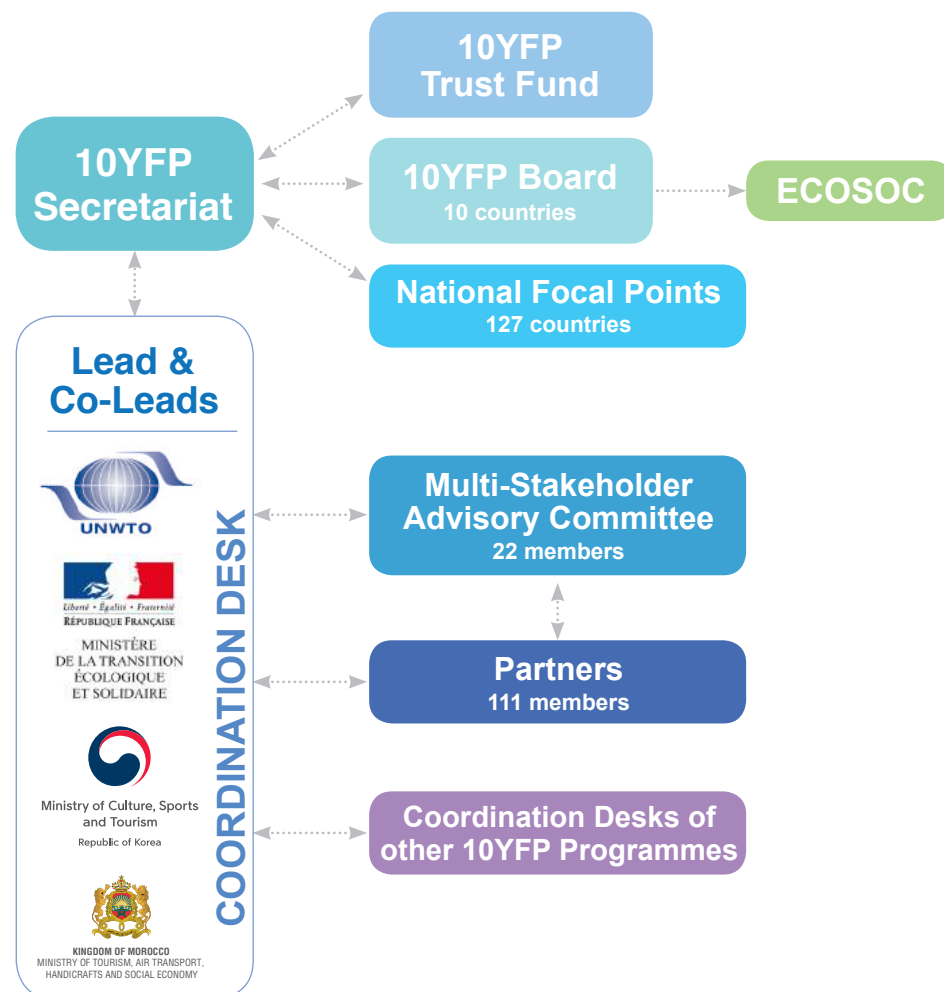 10YFP
Trust Fund
10YFP
Secretariat
10YFP Board
10 countries
ECOSOC
National Focal Points
127 countries
Lead &
Co-Leads
UNWTO
Liberté • Égalité • Fraternité
RÉPUBLIQUE FRANÇAISE
MINISTÈRE
DE LA TRANSITION
ÉCOLOGIQUE
ET SOLIDAIRE
Ministry of Culture, Sports
and Tourism
Republic of Korea
KINGDOM OF MOROCCO
MINISTRY OF TOURISM, AIR TRANSPORT,
HANDICRAFTS AND SOCIAL ECONOMY
COORDINATION DESK
Multi-Stakeholder
Advisory Committee
22 members
Partners
111 members
Coordination Desks of
other 10YFP Programmes